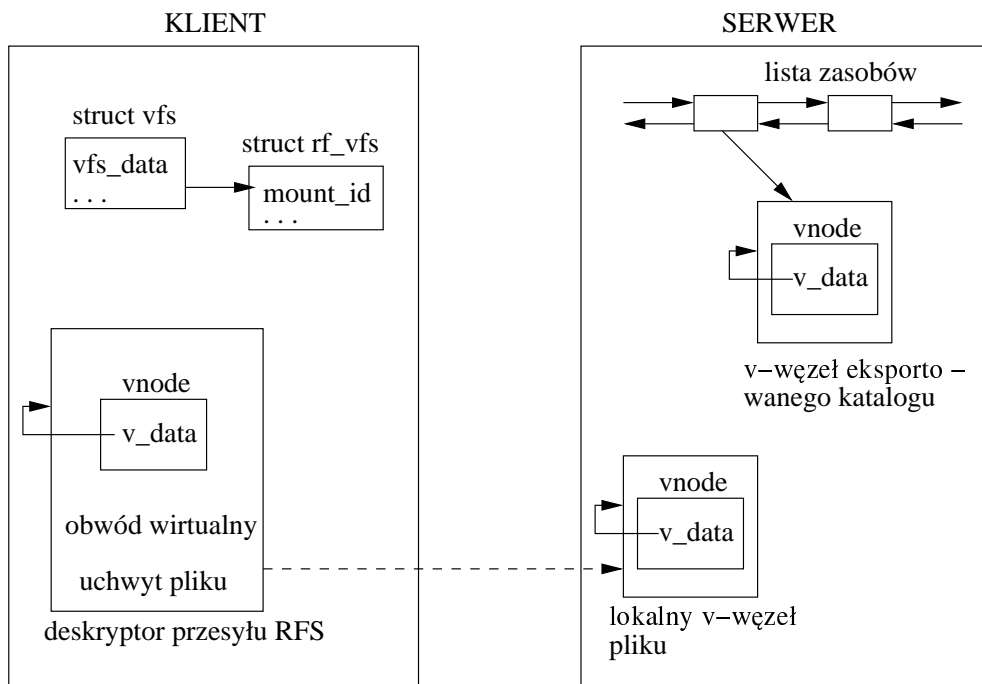 KLIENT
struct vfs
vfs_data
. . .
struct rf_vfs
mount_id
. . .
vnode
v_data
obwód wirtualny
uchwyt pliku
deskryptor przesyłu RFS
SERWER
lista zasobów
vnode
v_data
v−węzeł eksporto −
wanego katalogu
vnode
v_data
lokalny v−węzeł
pliku